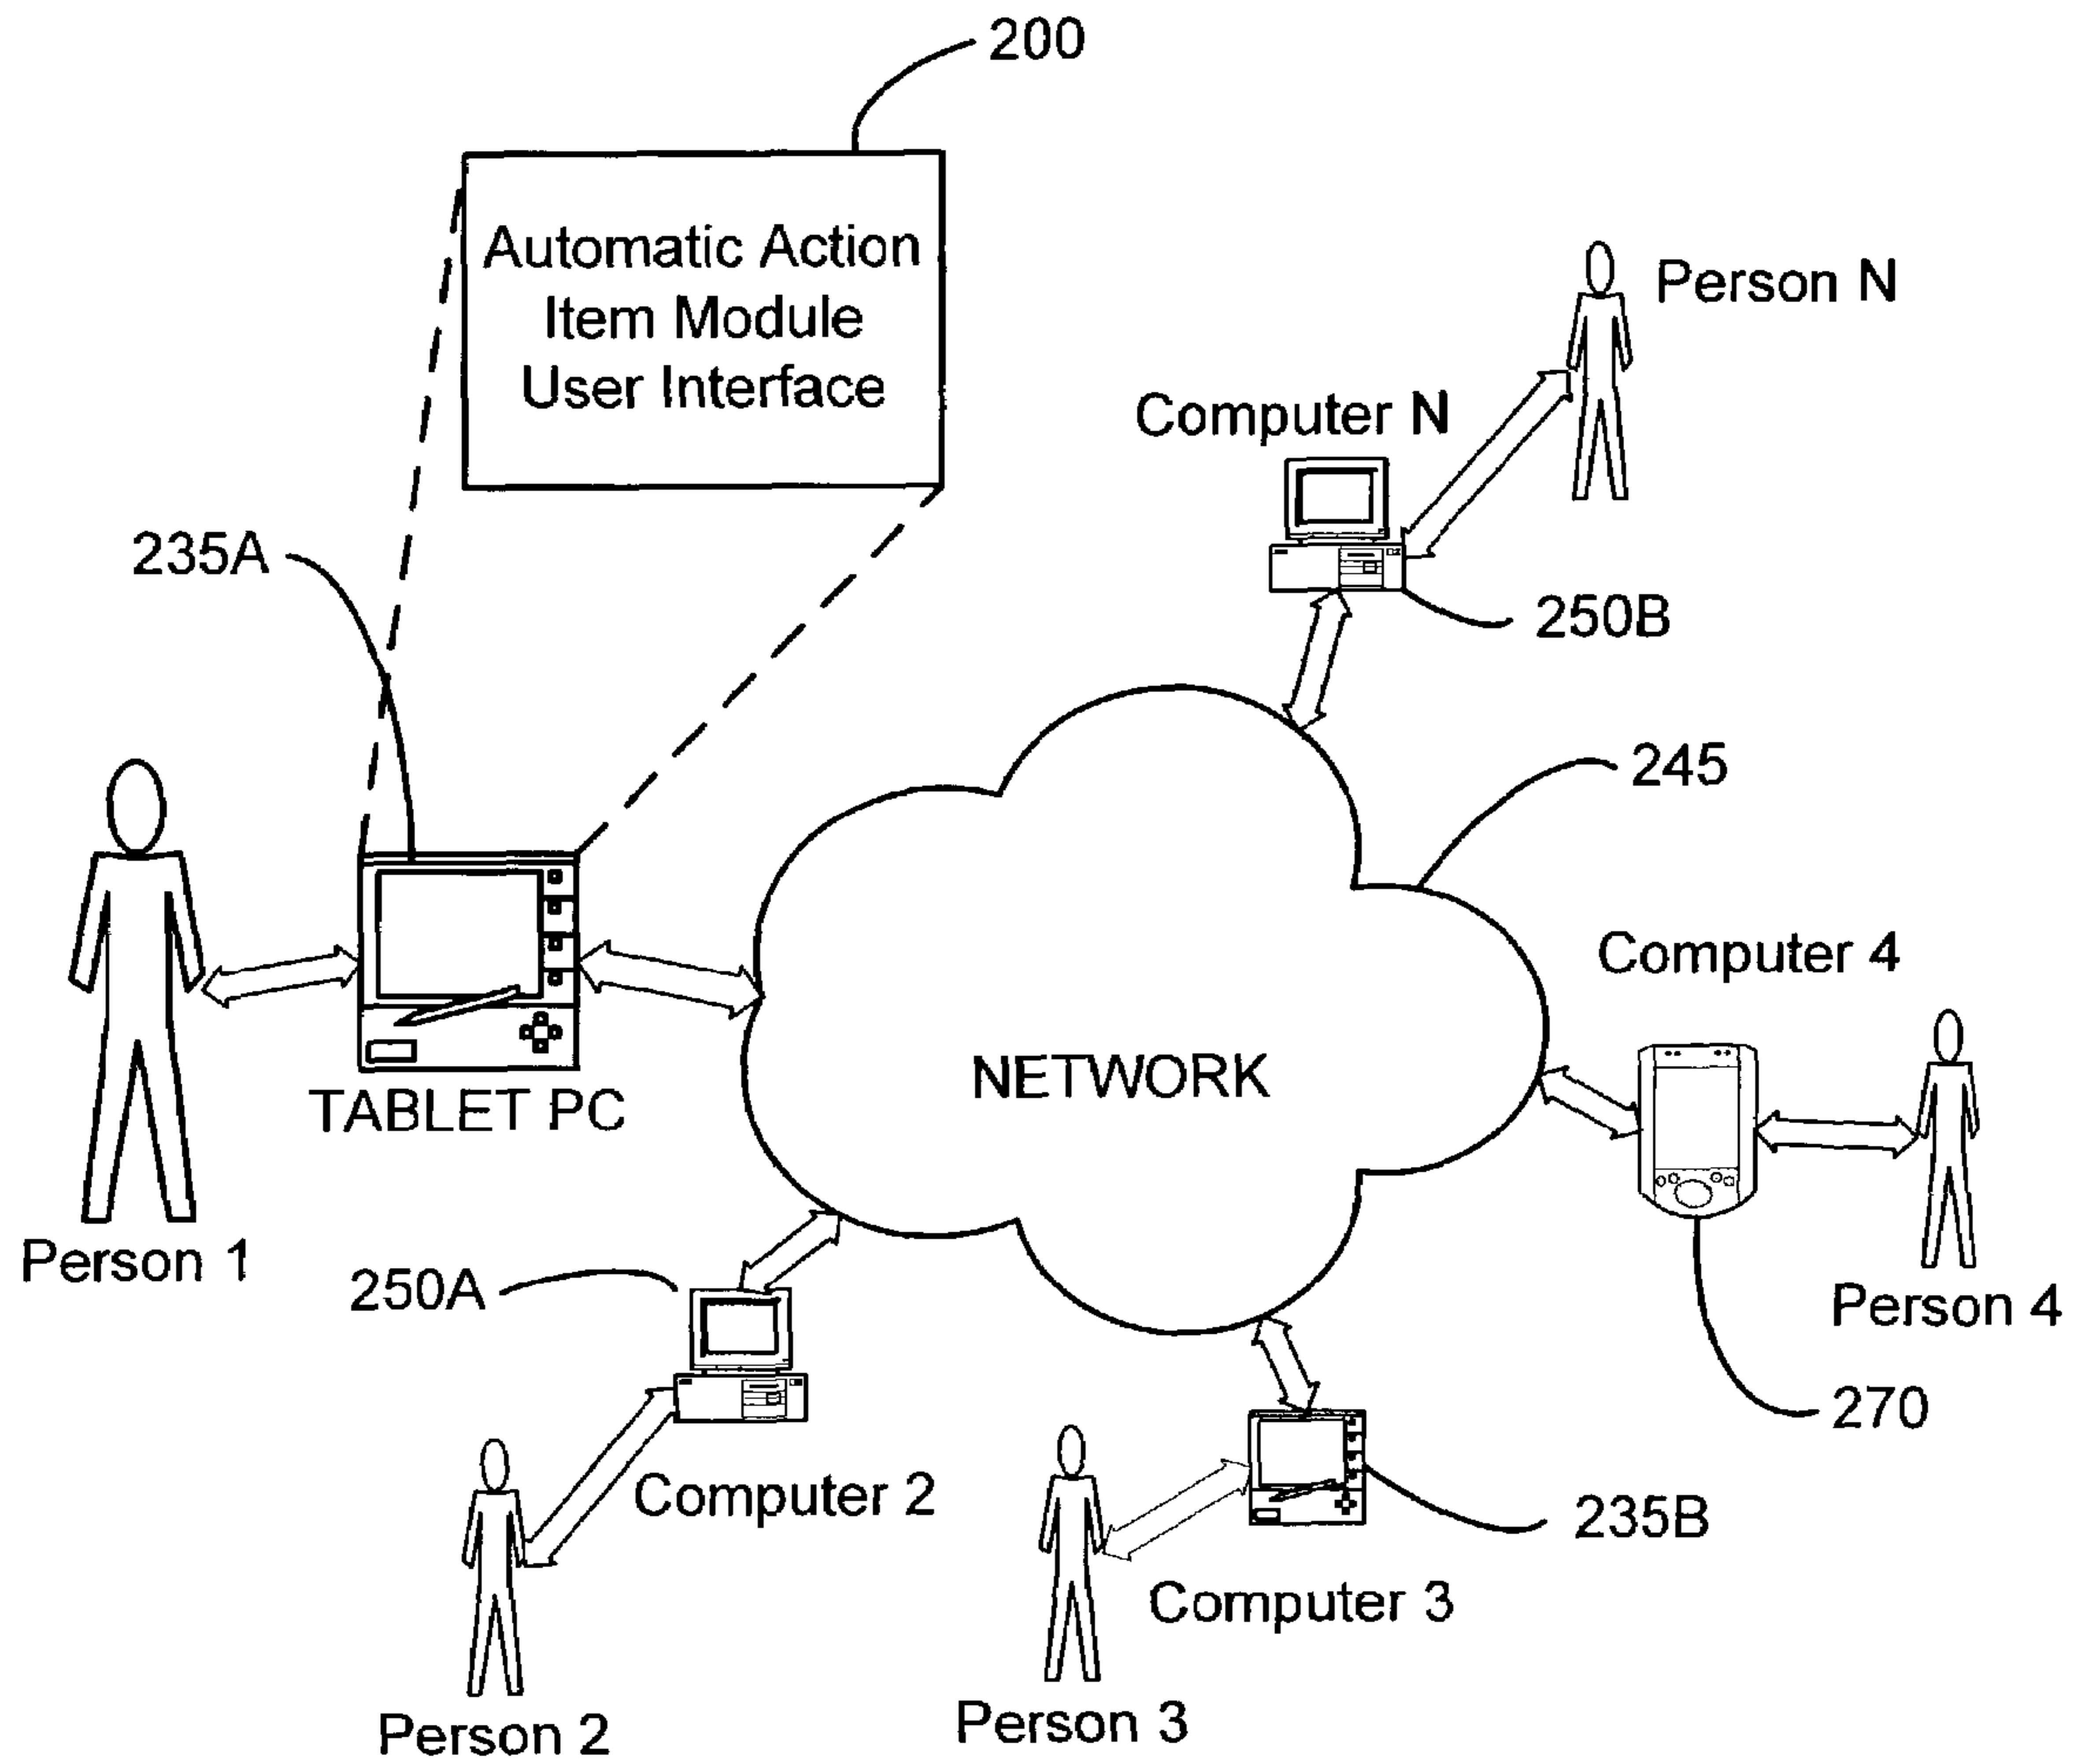 200
Automatic Action
Item Module
User Interface
Person N
Computer N
235A
250B
245
Computer 4
NETWORK
TABLET PC
Person 1
250A
Person 4
270
Computer 2
235B
Computer 3
Person 3
Person 2